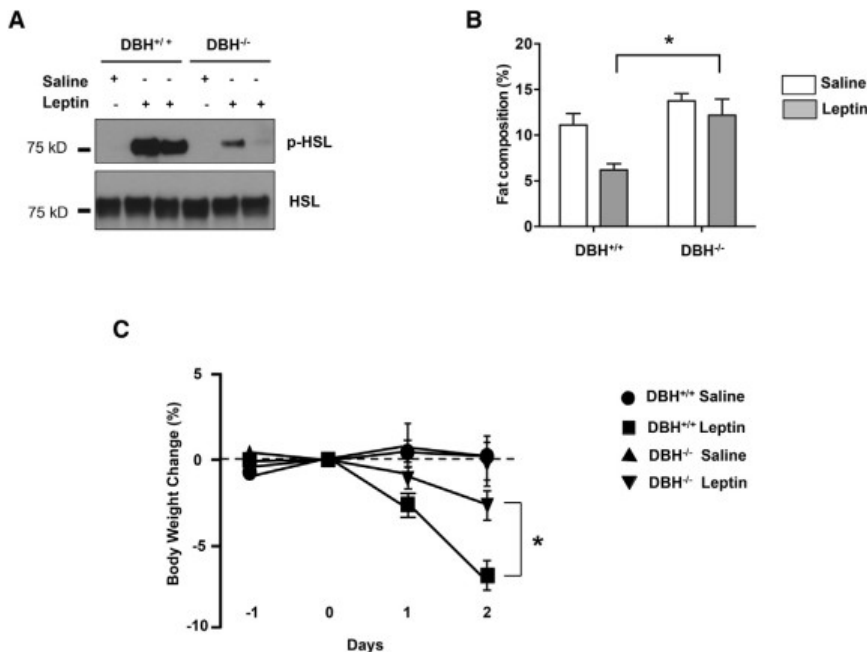 A
DBH+/+ DBH-/-
Saline + - - + - -
Leptin - + + - + +
75 kD p-HSL
75 kD HSL
B
*
Fat composition (%)
20
15
10
5
0
DBH+/+ DBH-/-
Saline
Leptin
C
Body Weight Change (%)
5
0
-5
-10
-1 0 1 2
Days
*
DBH+/+ Saline
DBH+/+ Leptin
DBH-/- Saline
DBH-/- Leptin